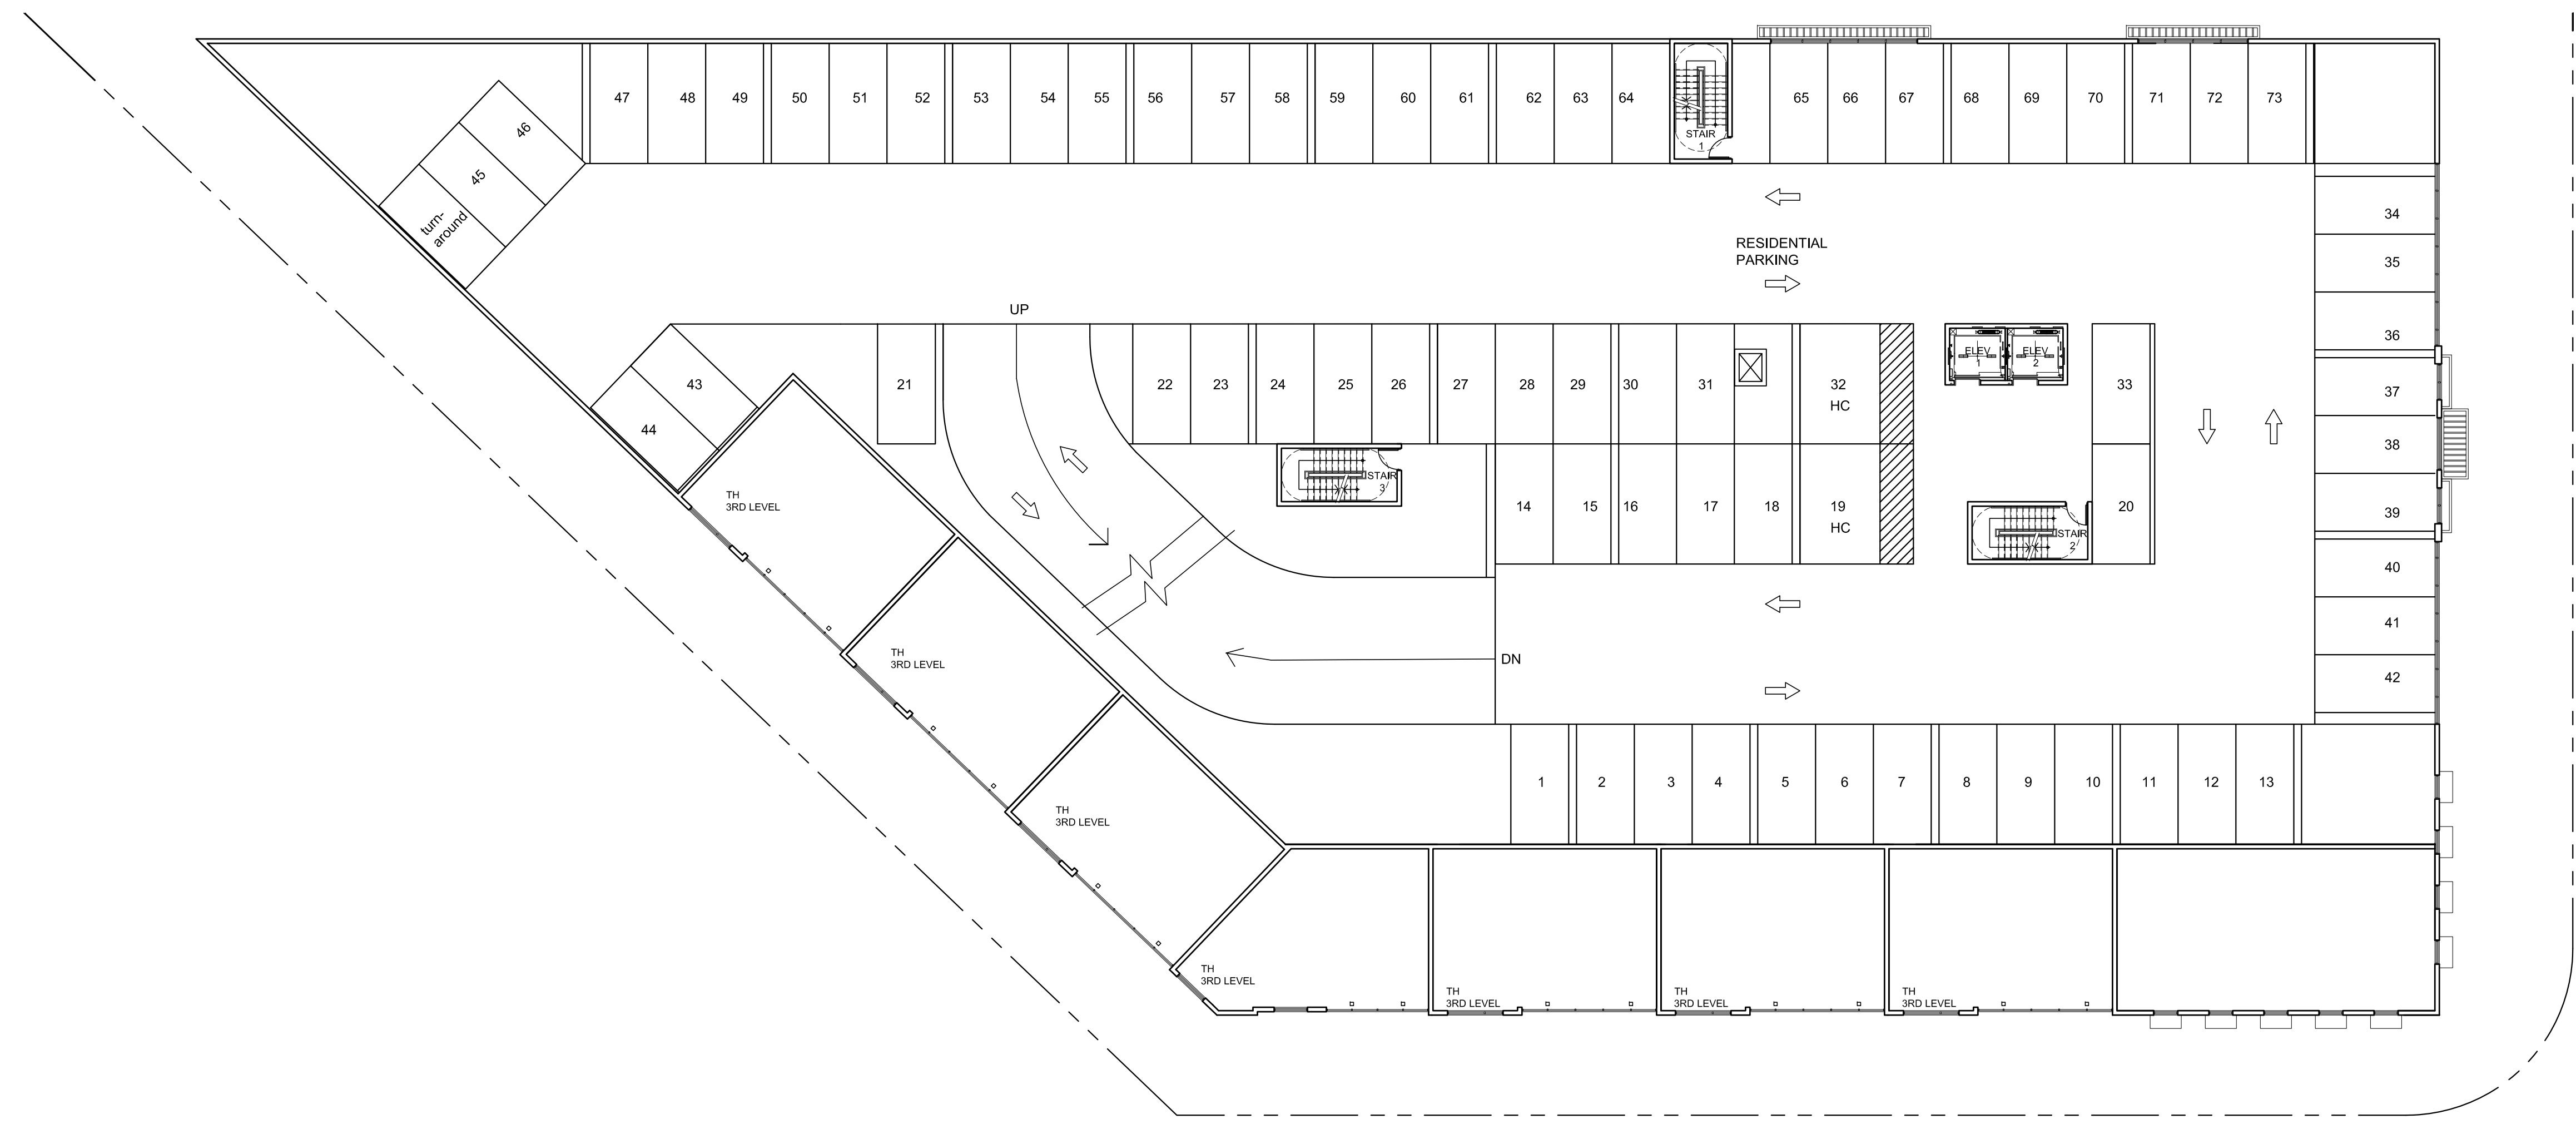 47 48 49 50 51 52 53 54 55 56 57 58 59 60 61 62 63 64 65 66 67 68 69 70 71 72 73
STAIR
1
46
45
turn-
around
34
RESIDENTIAL
PARKING
35
UP
36
ELEV
1
ELEV
2
43
44
21 22 23 24 25 26 27 28 29 30 31 32 33
HC
37
38
STAIR
3
14 15 16 17 18 19 20
HC
39
STAIR
2
40
41
42
DN
TH
3RD LEVEL
TH
3RD LEVEL
1 2 3 4 5 6 7 8 9 10 11 12 13
TH
3RD LEVEL
TH
3RD LEVEL
TH
3RD LEVEL
TH
3RD LEVEL
TH
3RD LEVEL